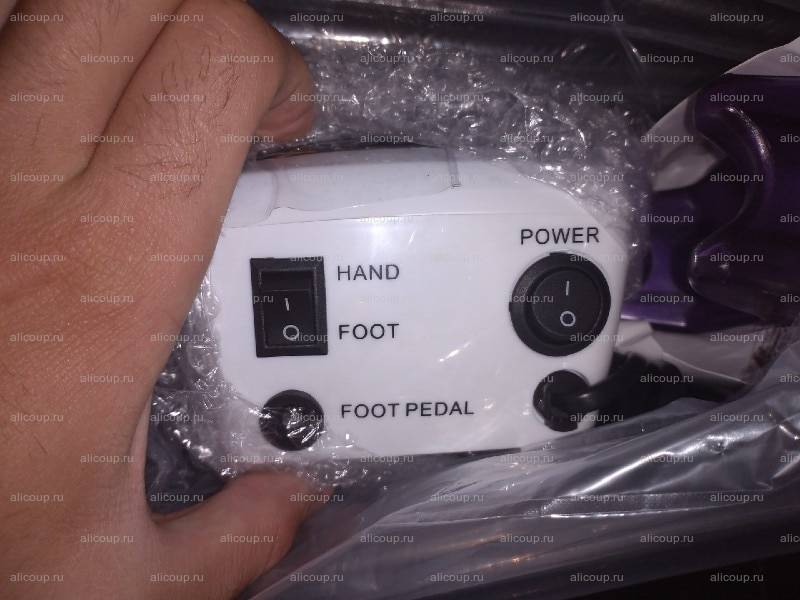 POWER
HAND
I
I
O
FOOT
O
FOOT PEDAL
alicoup.ru